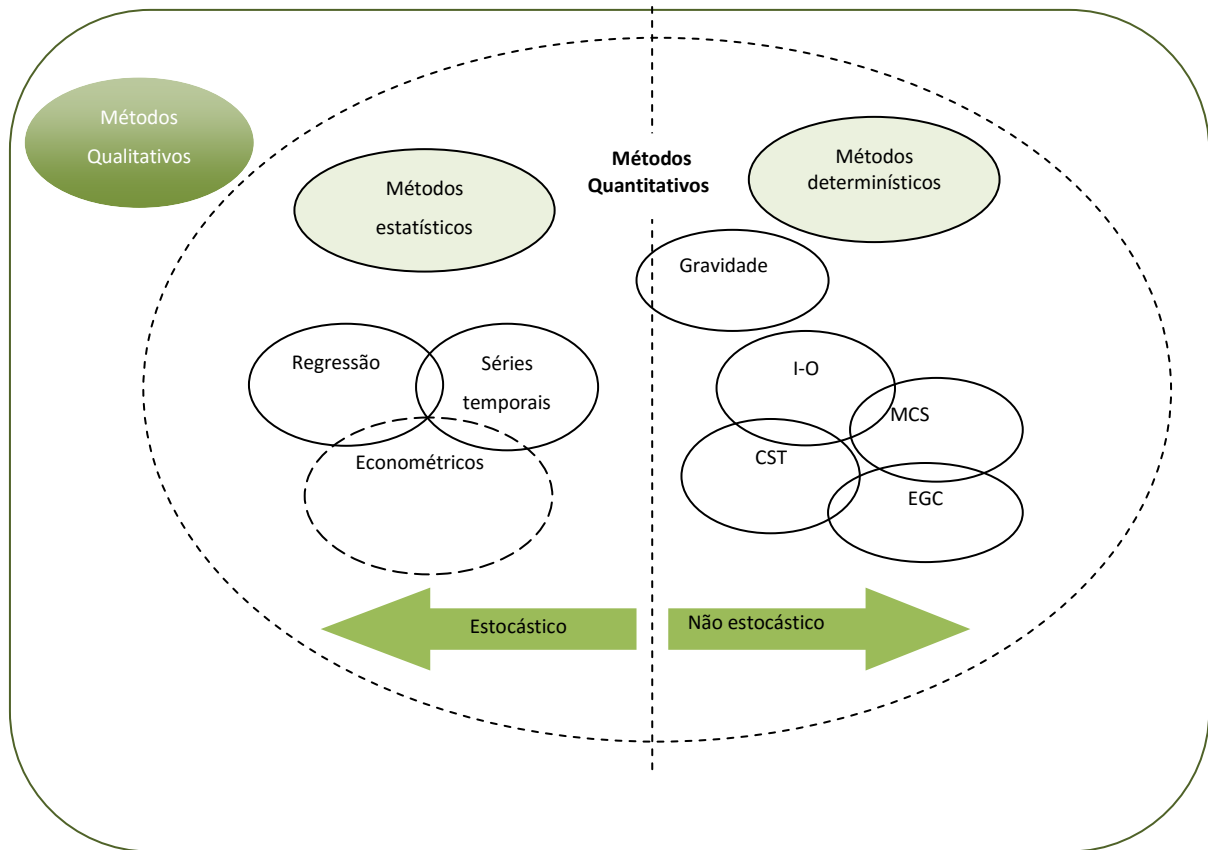 Métodos
Qualitativos
Métodos
estatísticos
Métodos
Quantitativos
Métodos
determinísticos
Gravidade
Regressão
Séries
temporais
Econométricos
I-O
MCS
CST
EGC
Estocástico
Não estocástico